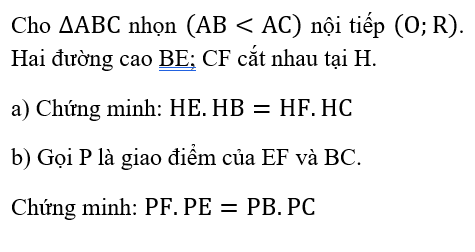 Cho ΔABC nhọn (AB < AC) nội tiếp (O; R).
Hai đường cao BE; CF cắt nhau tại H.
a) Chứng minh: HE. HB = HF. HC
b) Gọi P là giao điểm của EF và BC.
Chứng minh: PF. PE = PB. PC